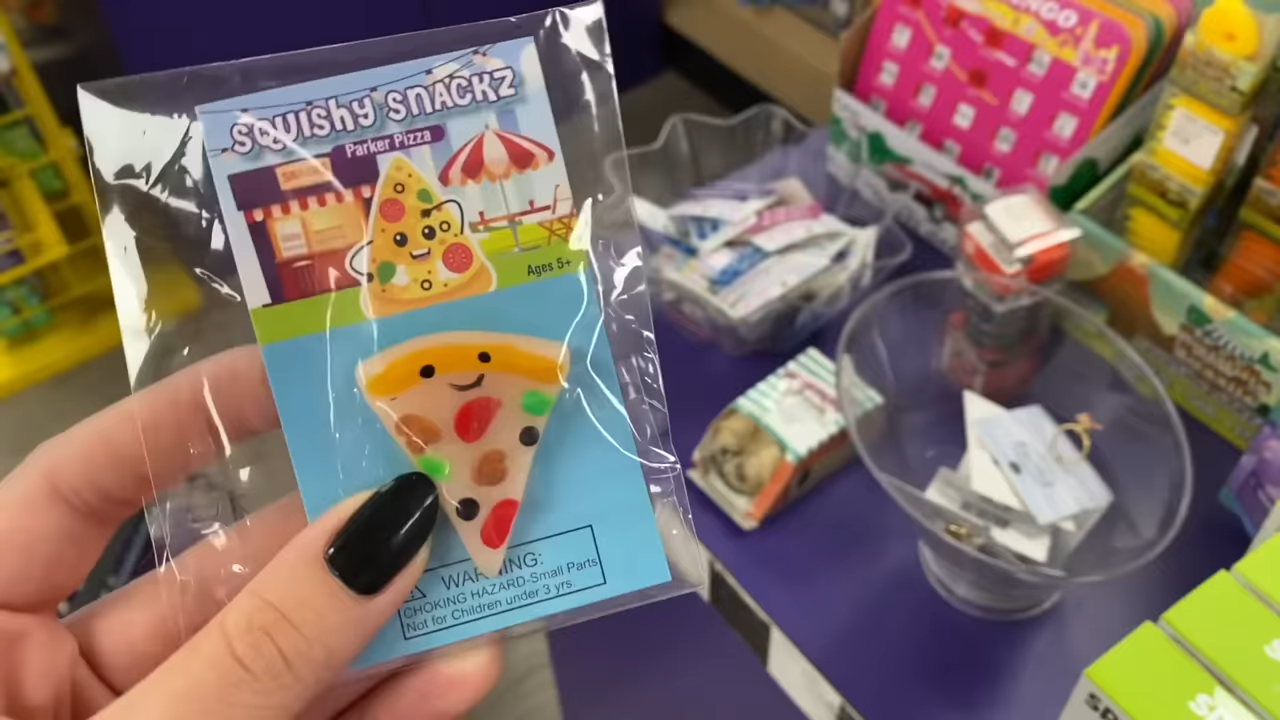 SQUISHY SNACKZ
Parker Pizza
Ages 5+
WARNING:
CHOKING HAZARD-Small Parts
Not for Children under 3 yrs.